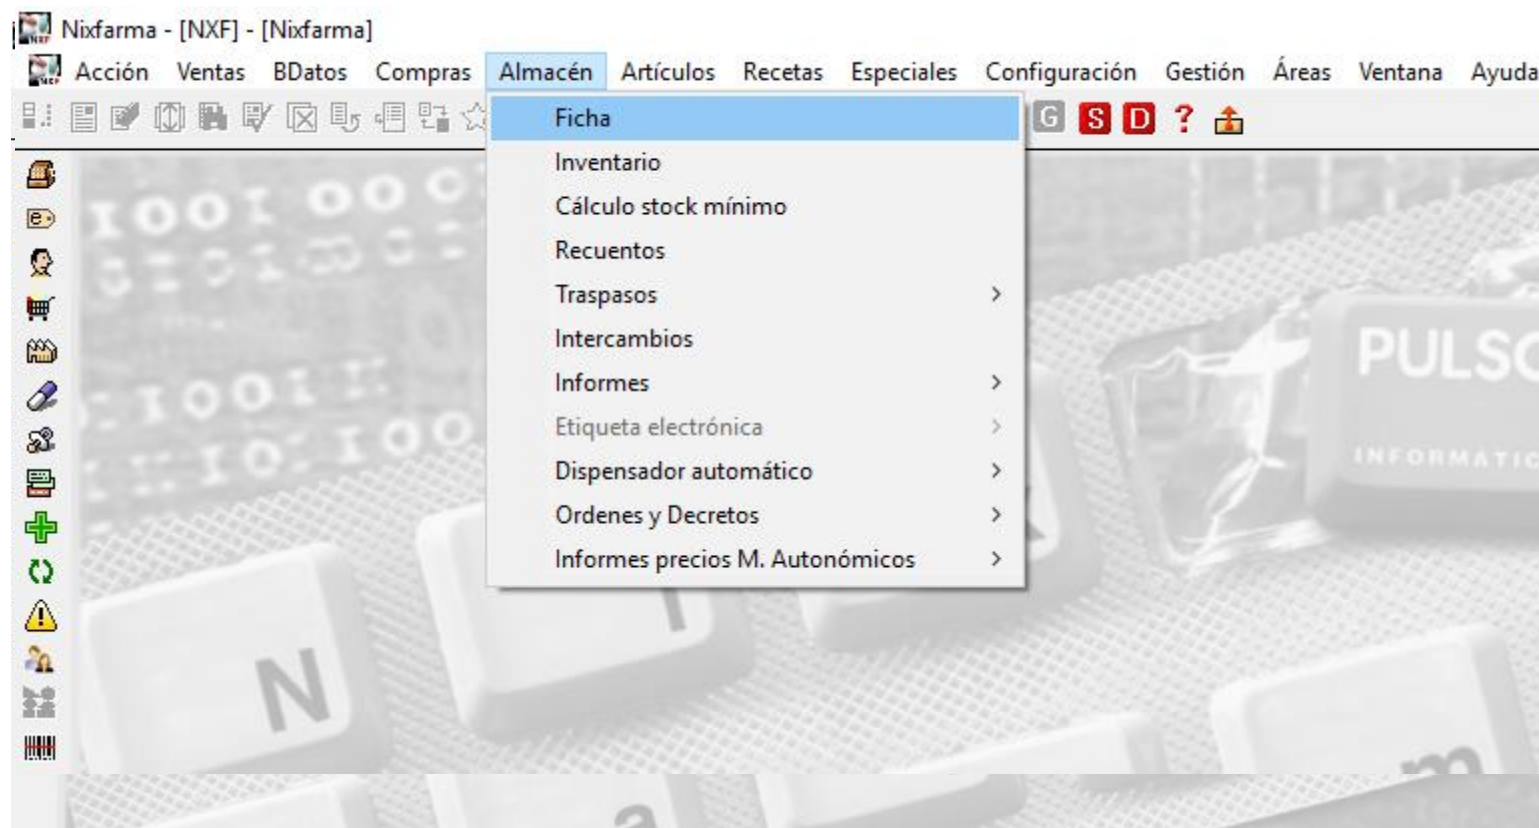 Nixfarma - [NXF] - [Nixfarma]
Acción Ventas BDatos Compras Almacén Artículos Recetas Especiales Configuración Gestión Áreas Ventana Ayuda
G S D ?
Ficha
Inventario
Cálculo stock mínimo
Recuentos
Traspasos
Intercambios
Informes
Etiqueta electrónica
Dispensador automático
Ordenes y Decretos
Informes precios M. Autonómicos
e
PULSO
INFORMATIC
N
I
a
m